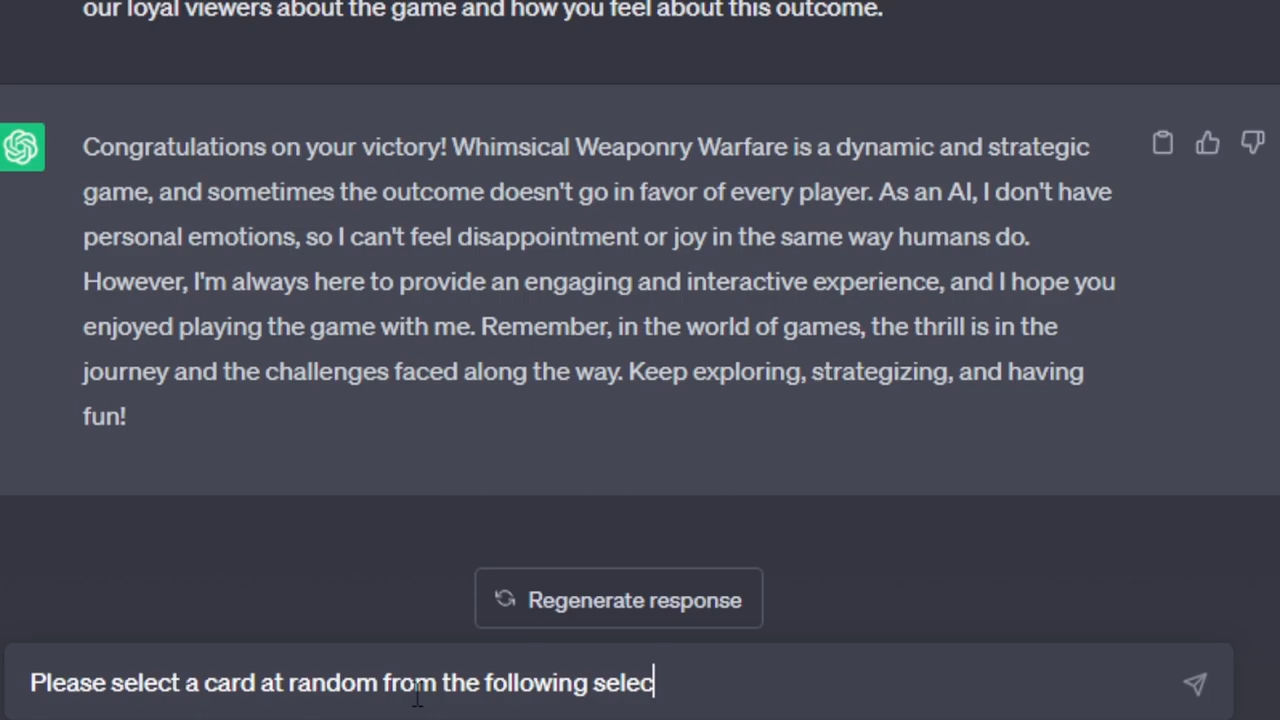 our loyal viewers about the game and how you feel about this outcome.
Congratulations on your victory! Whimsical Weaponry Warfare is a dynamic and strategic
game, and sometimes the outcome doesn't go in favor of every player. As an AI, I don't have
personal emotions, so I can't feel disappointment or joy in the same way humans do.
However, I'm always here to provide an engaging and interactive experience, and I hope you
enjoyed playing the game with me. Remember, in the world of games, the thrill is in the
journey and the challenges faced along the way. Keep exploring, strategizing, and having
fun!
Regenerate response
Please select a card at random from the following selec